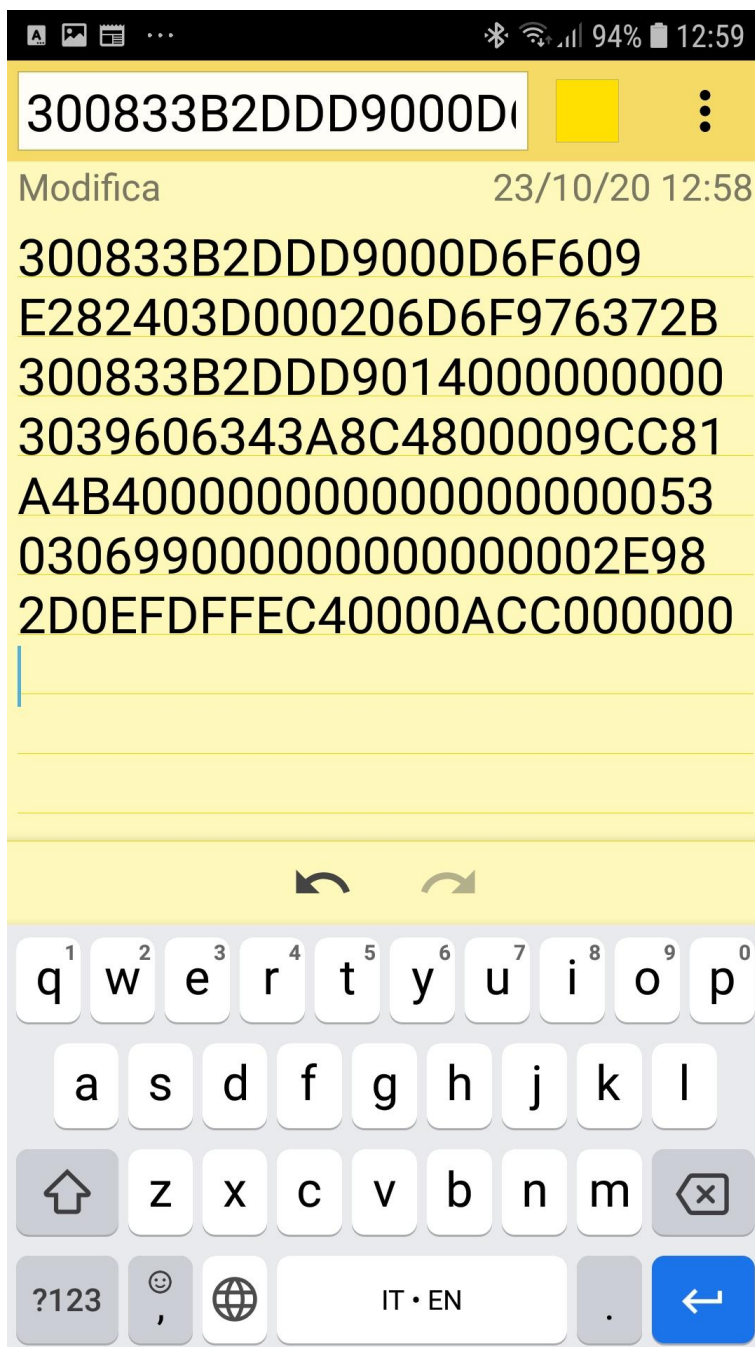 94% 12:59
300833B2DDD9000D
Modifica 23/10/20 12:58
300833B2DDD9000D6F609
E282403D000206D6F976372B
300833B2DDD9014000000000
3039606343A8C4800009CC81
A4B400000000000000000053
030699000000000000002E98
2D0EFDFFEC40000ACC000000
1 2 3 4 5 6 7 8 9 0
q w e r t y u i o p
a s d f g h j k l
z x c v b n m
?123 , IT • EN .